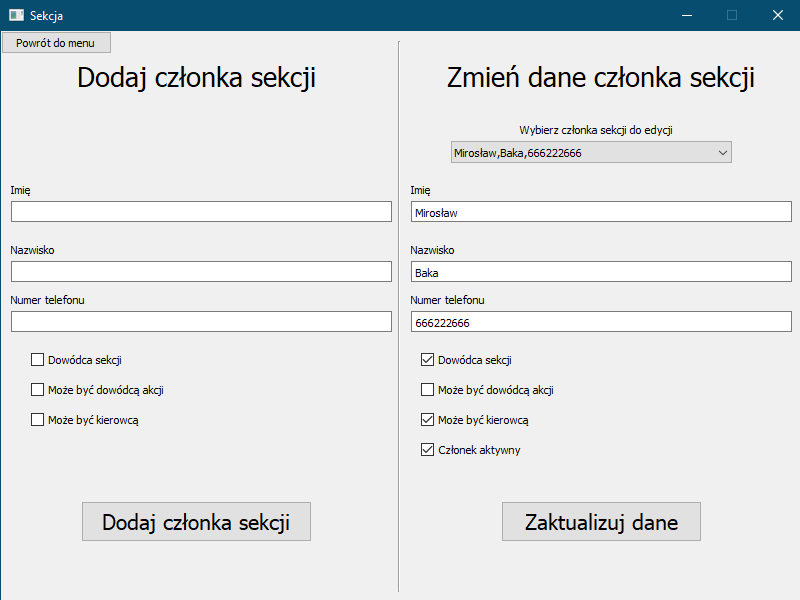 Sekcja
Powrót do menu
Dodaj członka sekcji
Imię
Nazwisko
Numer telefonu
Dowódca sekcji
Może być dowódcą akcji
Może być kierowcą
Dodaj członka sekcji
Zmień dane członka sekcji
Wybierz członka sekcji do edycji
Mirosław,Baka,666222666
Imię
Mirosław
Nazwisko
Baka
Numer telefonu
666222666
Dowódca sekcji
Może być dowódcą akcji
Może być kierowcą
Członek aktywny
Zaktualizuj dane